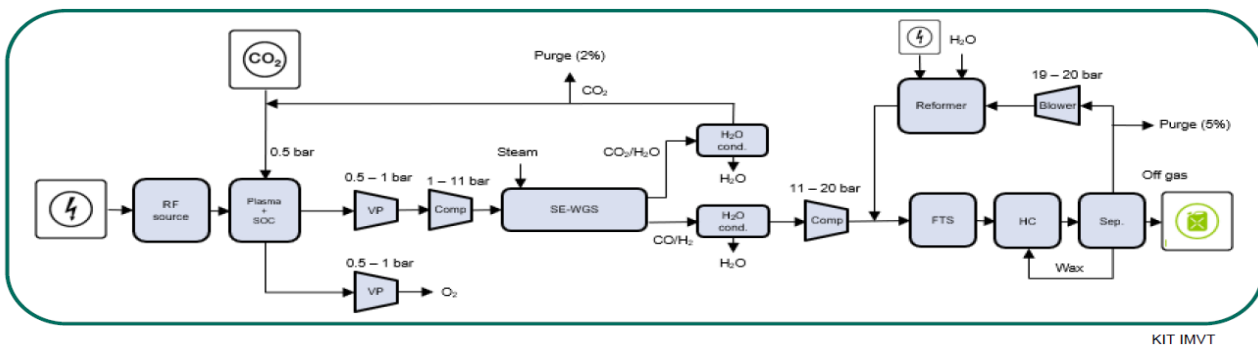 CO₂
Purge (2%)
CO₂
0.5 bar
RF
source
Plasma
+
SOC
0.5 – 1 bar
VP
1 – 11 bar
Comp
Steam
SE-WGS
CO₂/H₂O
H₂O
cond.
H₂O
CO/H₂
H₂O
cond.
H₂O
0.5 – 1 bar
VP
O₂
11 – 20 bar
Comp
H₂O
Reformer
19 – 20 bar
Blower
Purge (5%)
Off gas
FTS
HC
Sep.
Wax
KIT IMVT